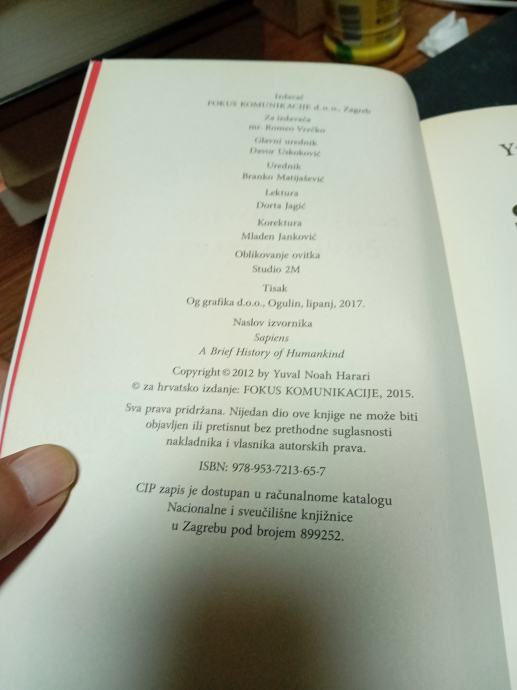 Izdavač
FOKUS KOMUNIKACIJE d.o.o., Zagreb
Za izdavača
mr. Romeo Vrečko
Glavni urednik
Davor Uskoković
Urednik
Branko Matijašević
Lektura
Dorta Jagić
Korektura
Mladen Janković
Oblikovanje ovitka
Studio 2M
Tisak
Og grafika d.o.o., Ogulin, lipanj, 2017.
Naslov izvornika
Sapiens
A Brief History of Humankind
Copyright © 2012 by Yuval Noah Harari
© za hrvatsko izdanje: FOKUS KOMUNIKACIJE, 2015.
Sva prava pridržana. Nijedan dio ove knjige ne može biti
objavljen ili pretisnut bez prethodne suglasnosti
nakladnika i vlasnika autorskih prava.
ISBN: 978-953-7213-65-7
CIP zapis je dostupan u računalnome katalogu
Nacionalne i sveučilišne knjižnice
u Zagrebu pod brojem 899252.